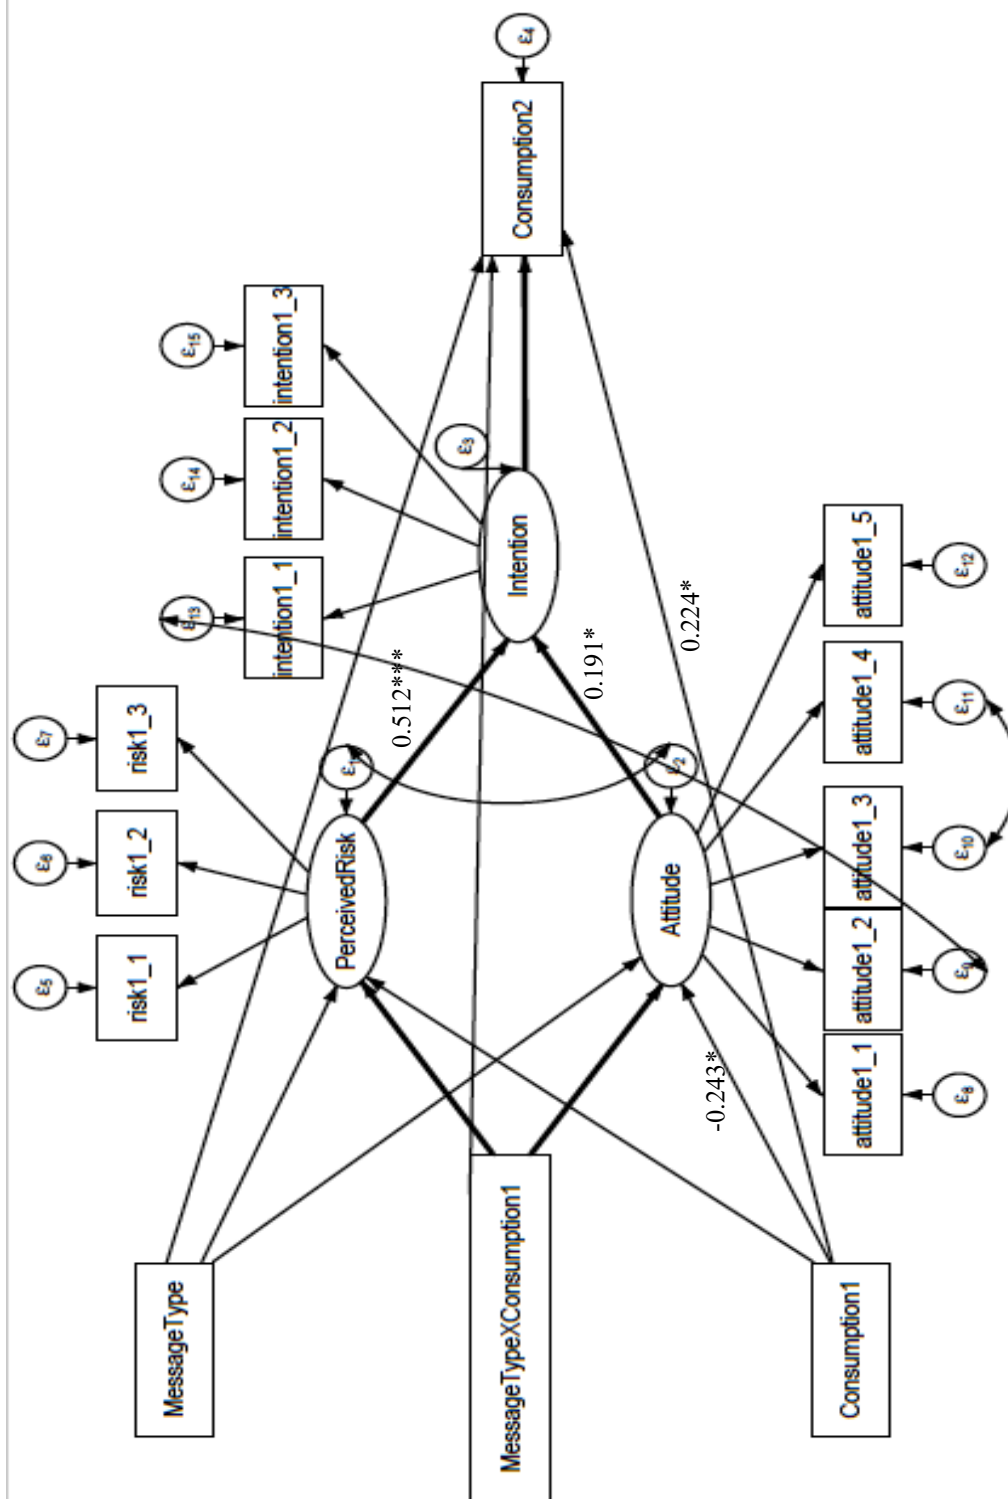 ε5
ε6
ε7
risk1_1
risk1_2
risk1_3
MessageType
ε13
ε14
ε15
intention1_1
intention1_2
intention1_3
PerceivedRisk
ε1
0.512***
ε3
MessageTypeXConsumption1
Intention
Consumption2
ε4
0.191*
Attitude
ε2
0.224*
-0.243*
Consumption1
attitude1_1
attitude1_2
attitude1_3
attitude1_4
attitude1_5
ε8
ε9
ε10
ε11
ε12